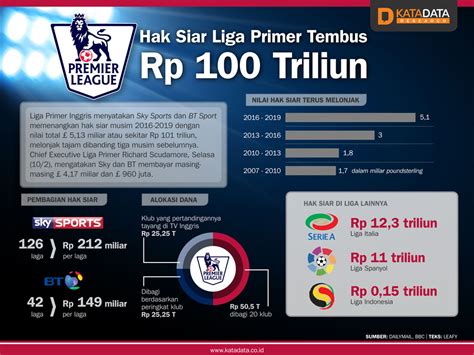 KATADATA
RESEARCH
PREMIER
LEAGUE
Hak Siar Liga Primer Tembus
Rp 100 Triliun
Liga Primer Inggris menyatakan Sky Sports dan BT Sport
memenangkan hak siar musim 2016-2019 dengan
nilai total £ 5,13 miliar atau sekitar Rp 101 triliun,
melonjak tajam dibanding tiga musim sebelumnya.
Chief Executive Liga Primer Richard Scudamore, Selasa
(10/2), mengatakan Sky dan BT membayar masing-
masing £ 4,17 miliar dan £ 960 juta.
NILAI HAK SIAR TERUS MELONJAK
2016 - 2019 5,1
2013 - 2016 3
2010 - 2013 1,8
2007 - 2010 1,7 dalam miliar poundsterling
PEMBAGIAN HAK SIAR
sky SPORTS
126 Rp 212 miliar
laga per laga
BT
42 Rp 149 miliar
laga per laga
ALOKASI DANA
Klub yang pertandingannya
tayang di TV Inggris
Rp 25,25 T
PREMIER
LEAGUE
Dibagi
berdasarkan
peringkat klub
Rp 25,25 T
Rp 50,5 T
dibagi 20 klub
HAK SIAR DI LIGA LAINNYA
SERIE A
Rp 12,3 triliun
Liga Italia
Rp 11 triliun
Liga Spanyol
Rp 0,15 triliun
Liga Indonesia
SUMBER: DAILYMAIL, BBC | TEKS: LEAFY
www.katadata.co.id